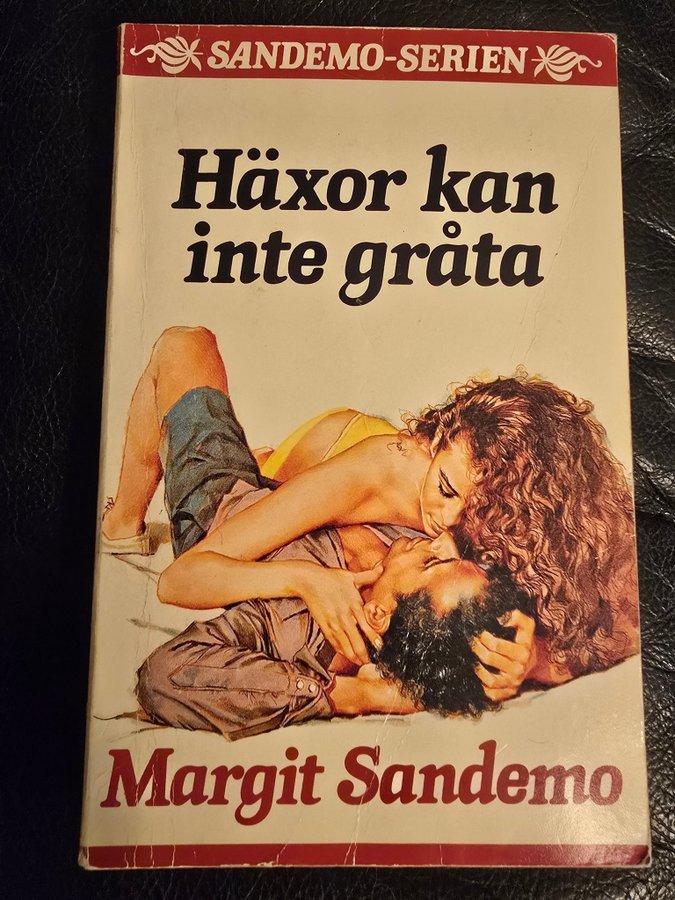 SANDEMO-SERIEN
Häxor kan
inte gråta
Margit Sandemo